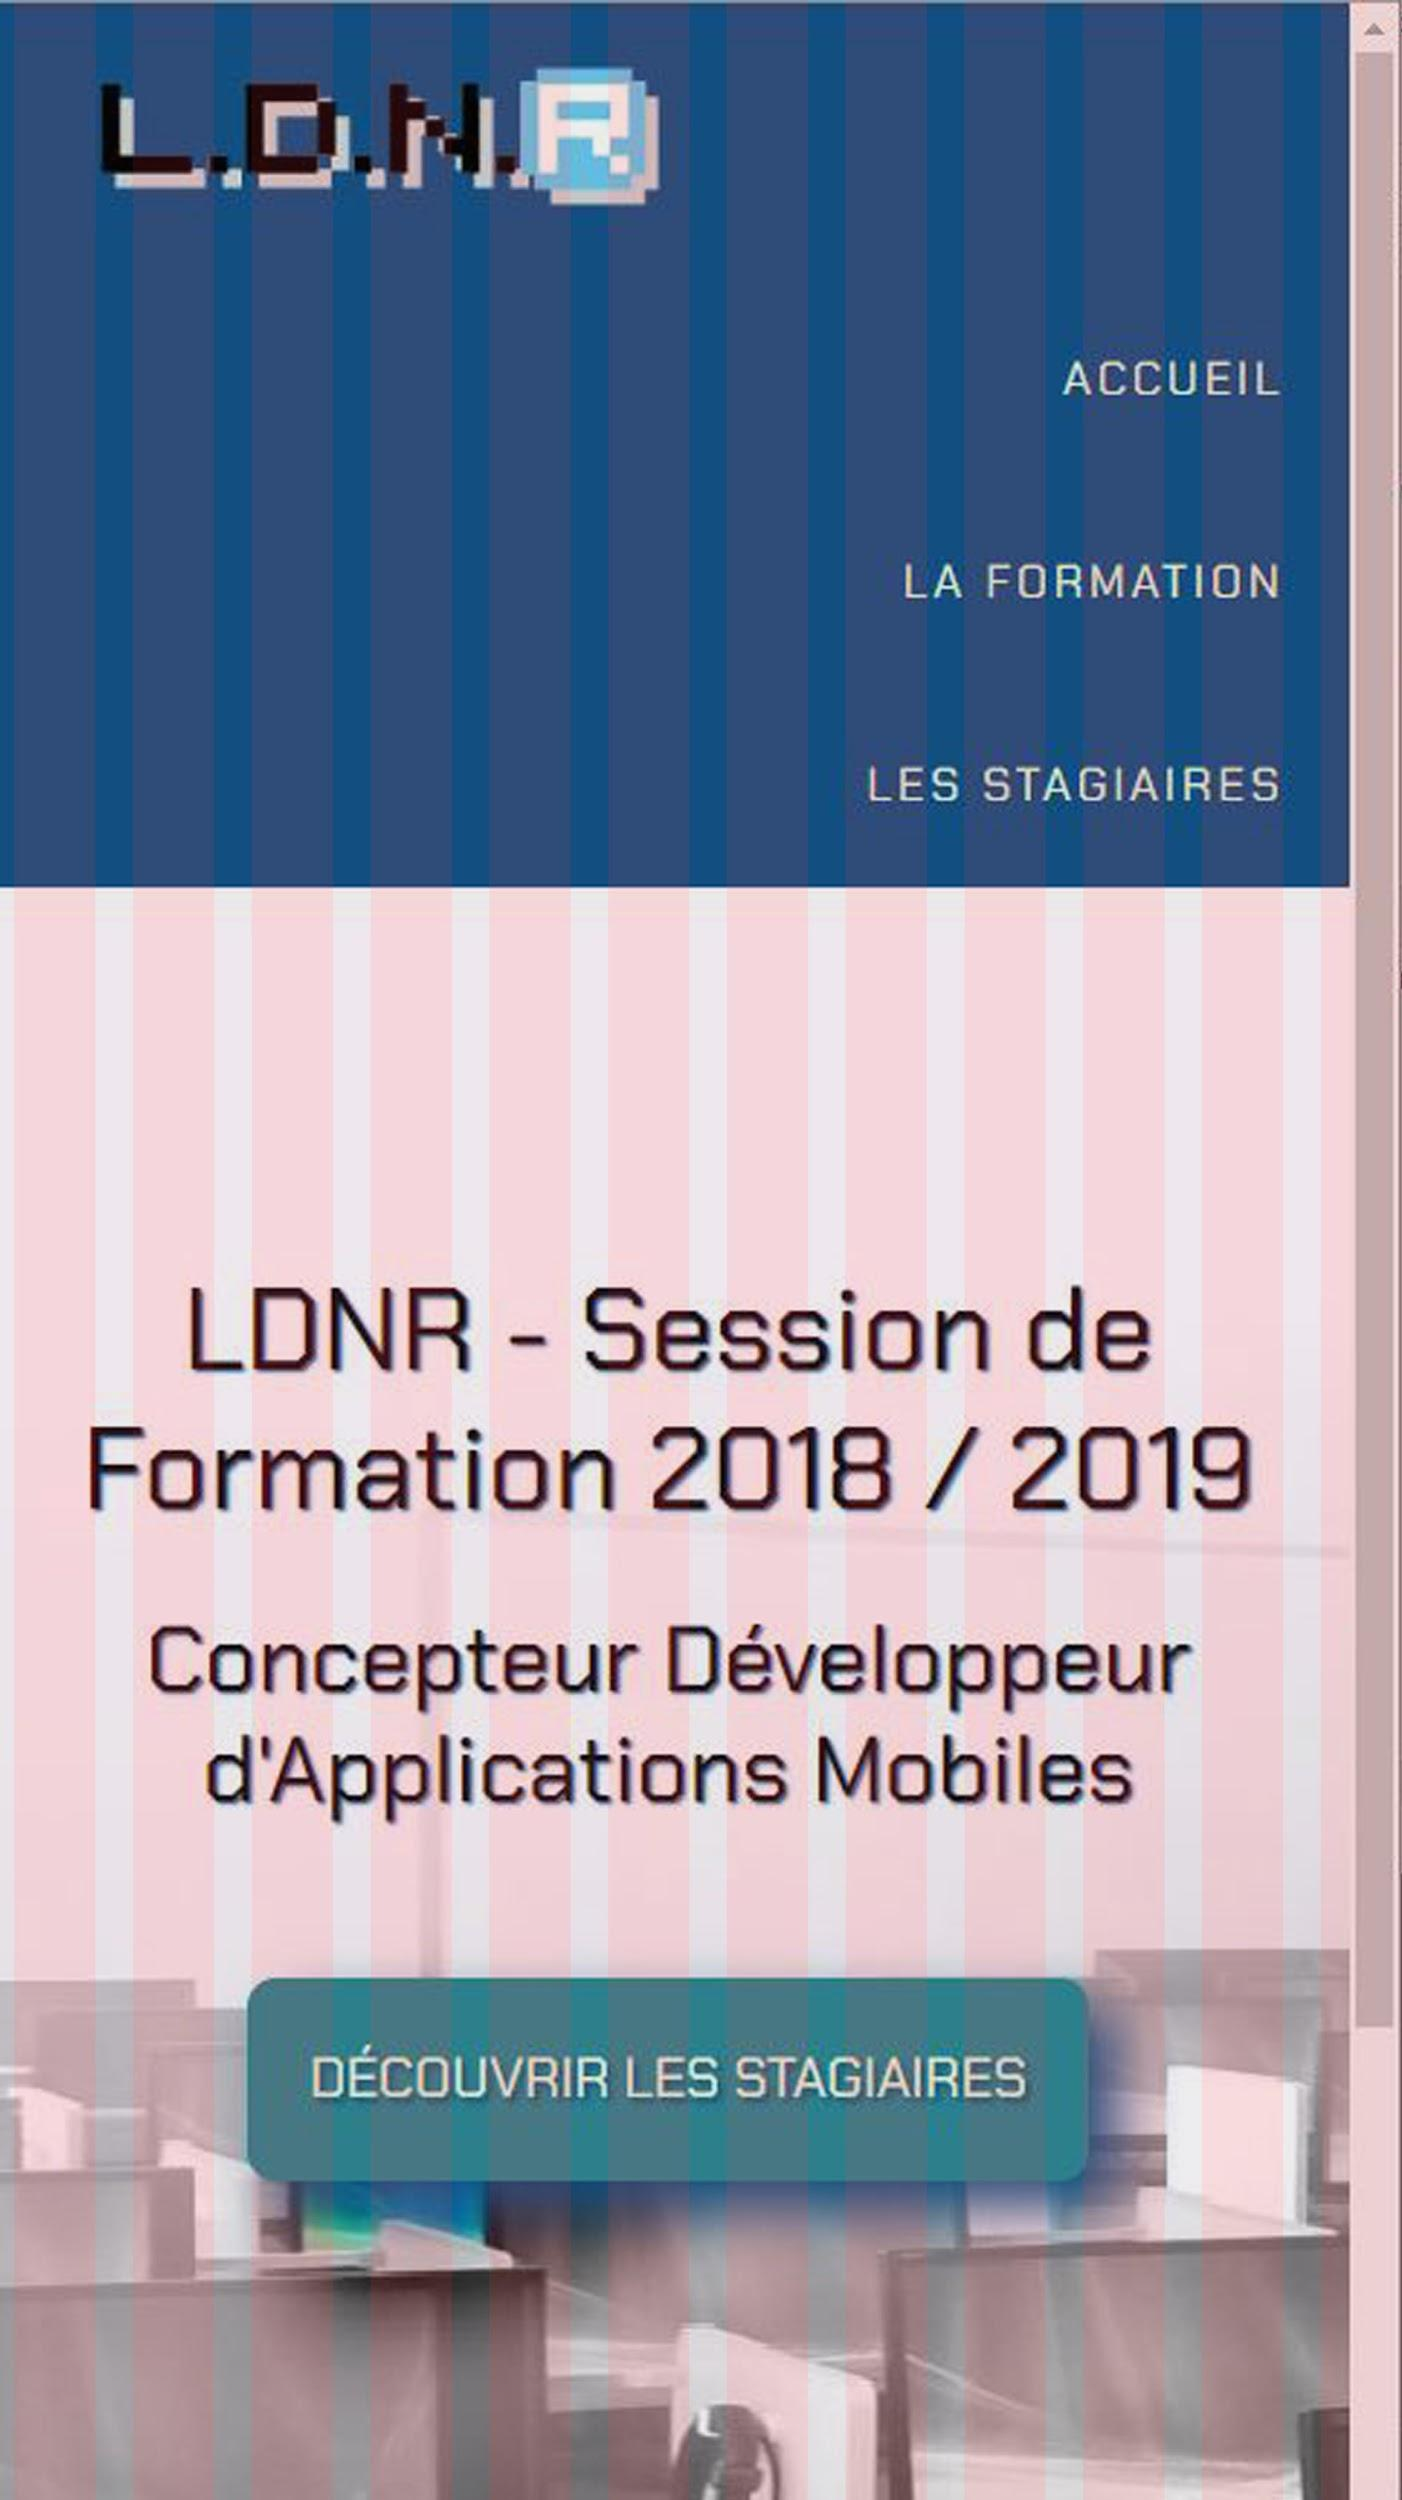 L.D.N.R
ACCUEIL
LA FORMATION
LES STAGIAIRES
LDNR - Session de
Formation 2018 / 2019
Concepteur Développeur
d'Applications Mobiles
DÉCOUVRIR LES STAGIAIRES